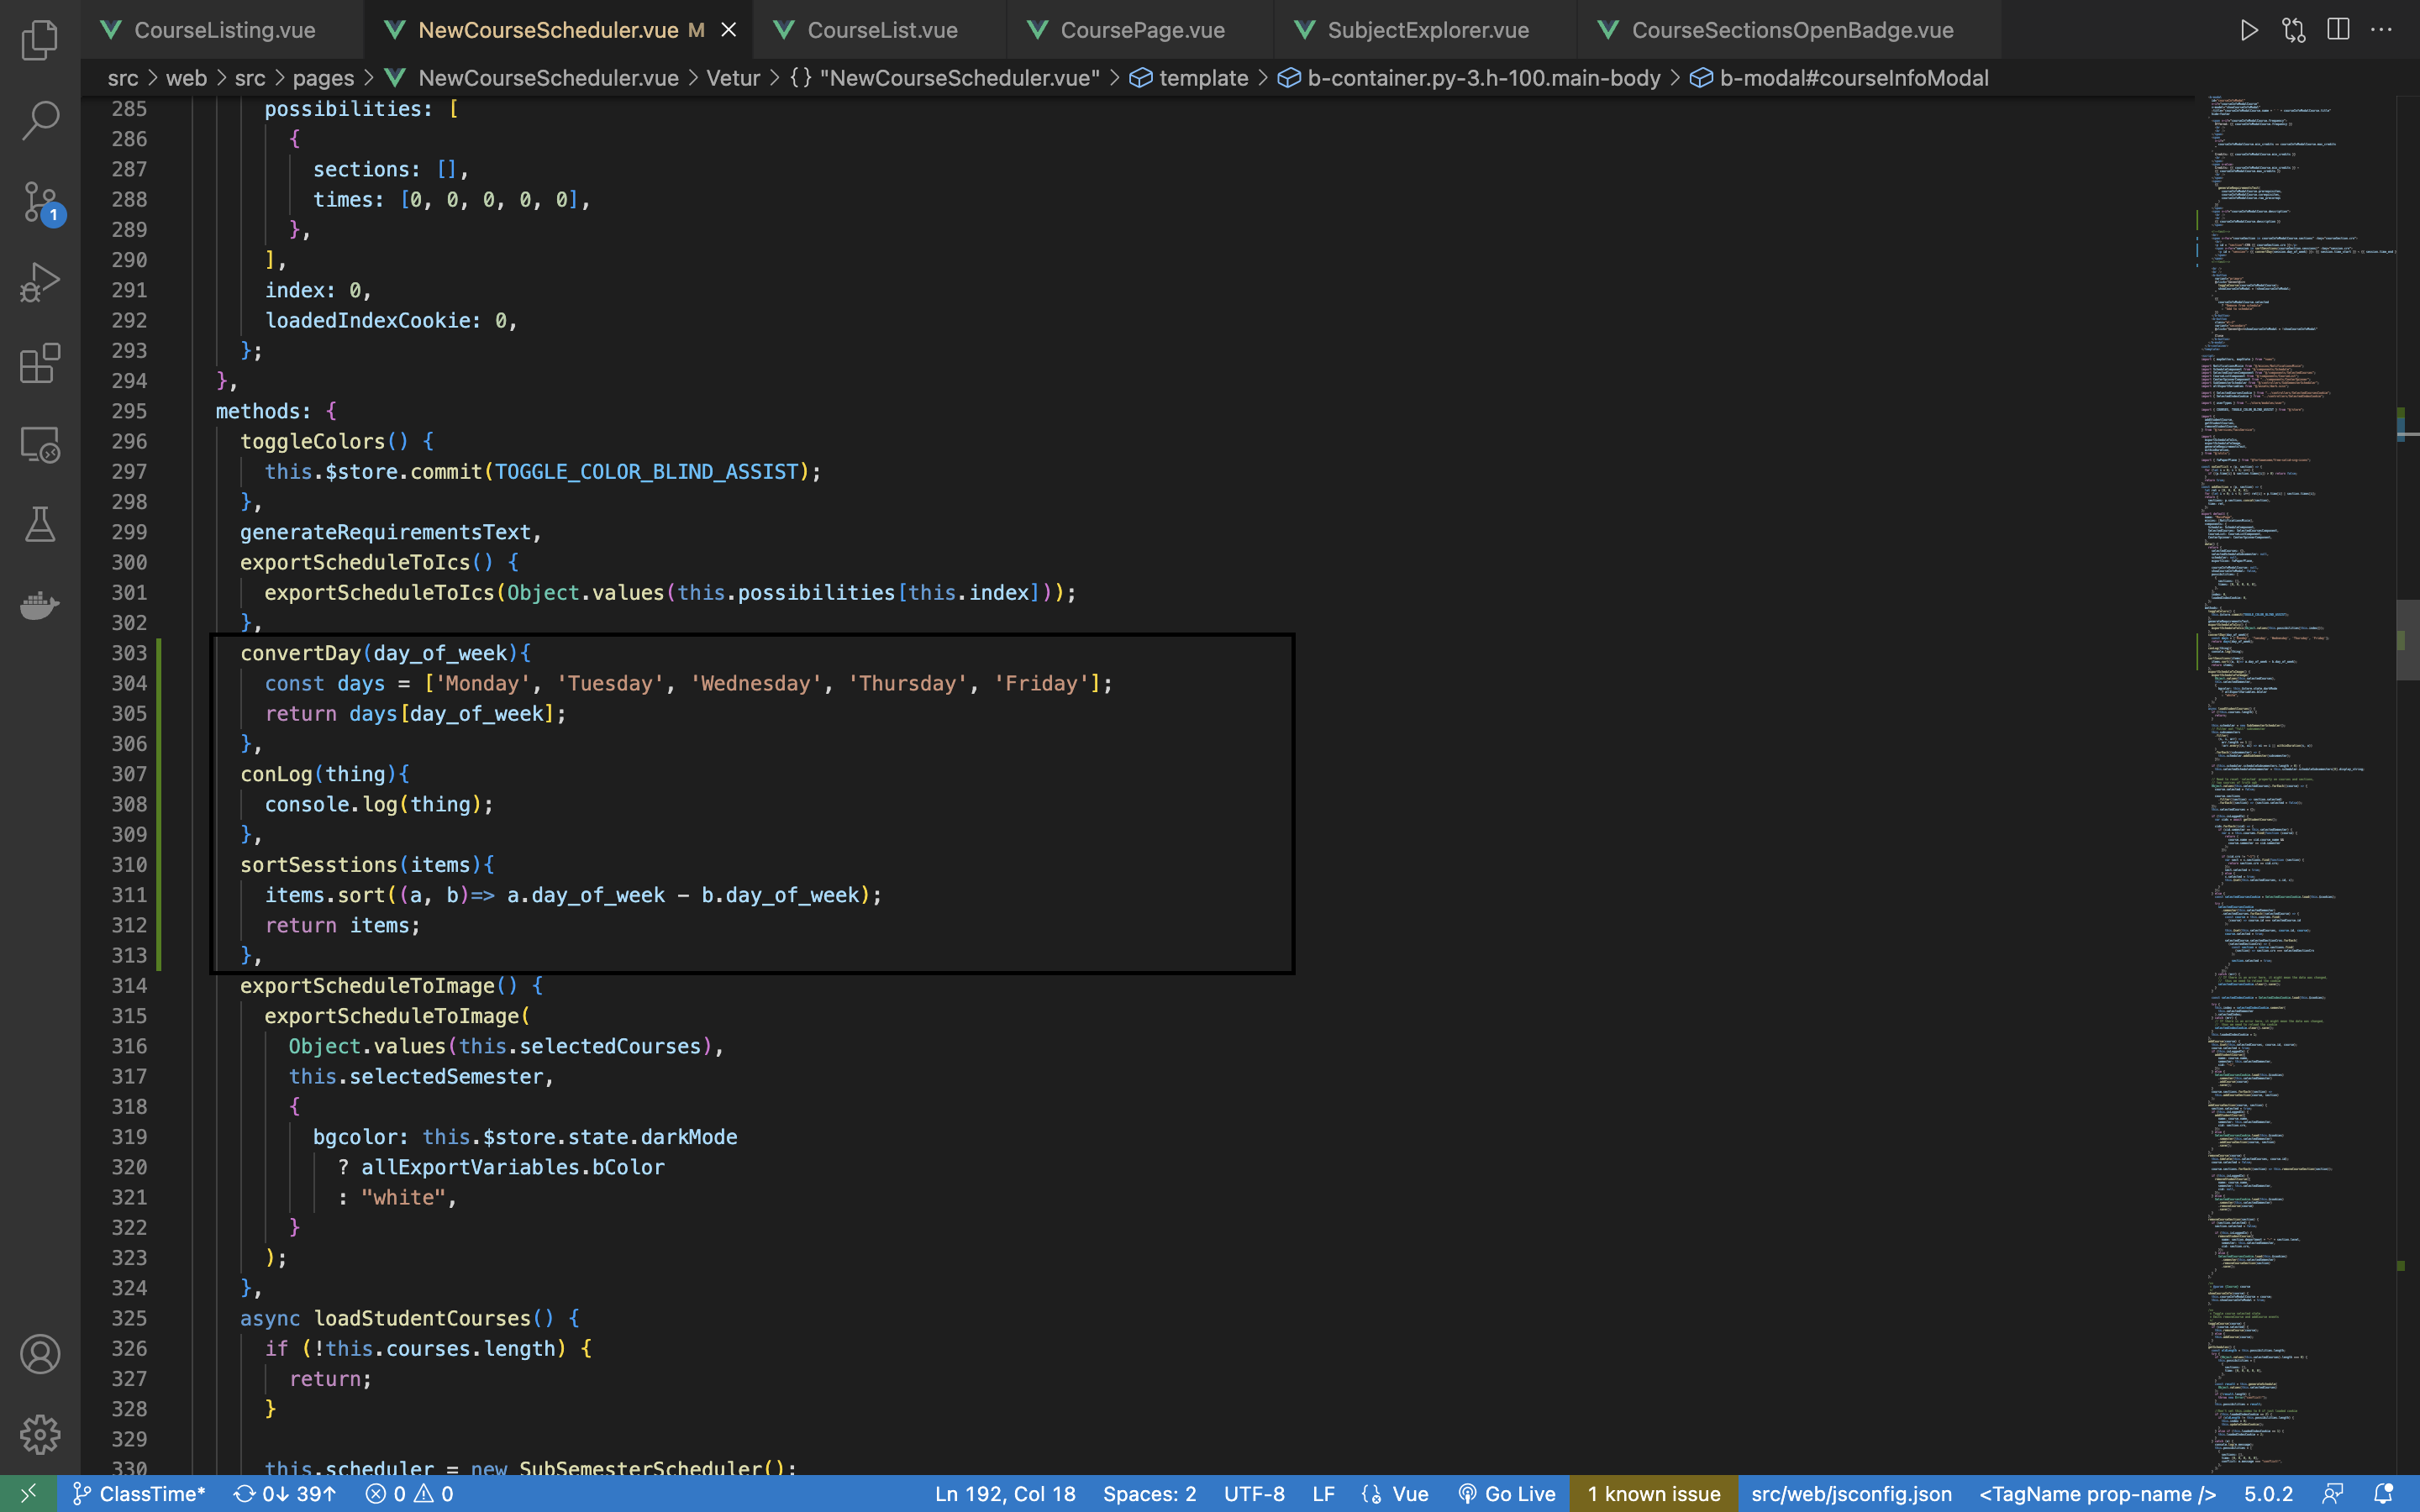 CourseListing.vue NewCourseScheduler.vue M CourseList.vue CoursePage.vue SubjectExplorer.vue CourseSectionsOpenBadge.vue
src > web > src > pages > NewCourseScheduler.vue > Vetur > {} "NewCourseScheduler.vue" > template > b-container.py-3.h-100.main-body > b-modal#courseInfoModal
1
285 possibilities: [
286 {
287 sections: [],
288 times: [0, 0, 0, 0, 0],
289 },
290 ],
291 index: 0,
292 loadedIndexCookie: 0,
293 };
294 },
295 methods: {
296 toggleColors() {
297 this.$store.commit(TOGGLE_COLOR_BLIND_ASSIST);
298 },
299 generateRequirementsText,
300 exportScheduleToIcs() {
301 exportScheduleToIcs(Object.values(this.possibilities[this.index]));
302 },
303 convertDay(day_of_week){
304 const days = ['Monday', 'Tuesday', 'Wednesday', 'Thursday', 'Friday'];
305 return days[day_of_week];
306 },
307 conLog(thing){
308 console.log(thing);
309 },
310 sortSesstions(items){
311 items.sort((a, b)=> a.day_of_week - b.day_of_week);
312 return items;
313 },
314 exportScheduleToImage() {
315 exportScheduleToImage(
316 Object.values(this.selectedCourses),
317 this.selectedSemester,
318 {
319 bgcolor: this.$store.state.darkMode
320 ? allExportVariables.bColor
321 : "white",
322 }
323 );
324 },
325 async loadStudentCourses() {
326 if (!this.courses.length) {
327 return;
328 }
329
330 this.scheduler = new SubSemesterScheduler();
ClassTime* 0↓ 39↑ 0 0 Ln 192, Col 18 Spaces: 2 UTF-8 LF Vue Go Live 1 known issue src/web/jsconfig.json <TagName prop-name /> 5.0.2